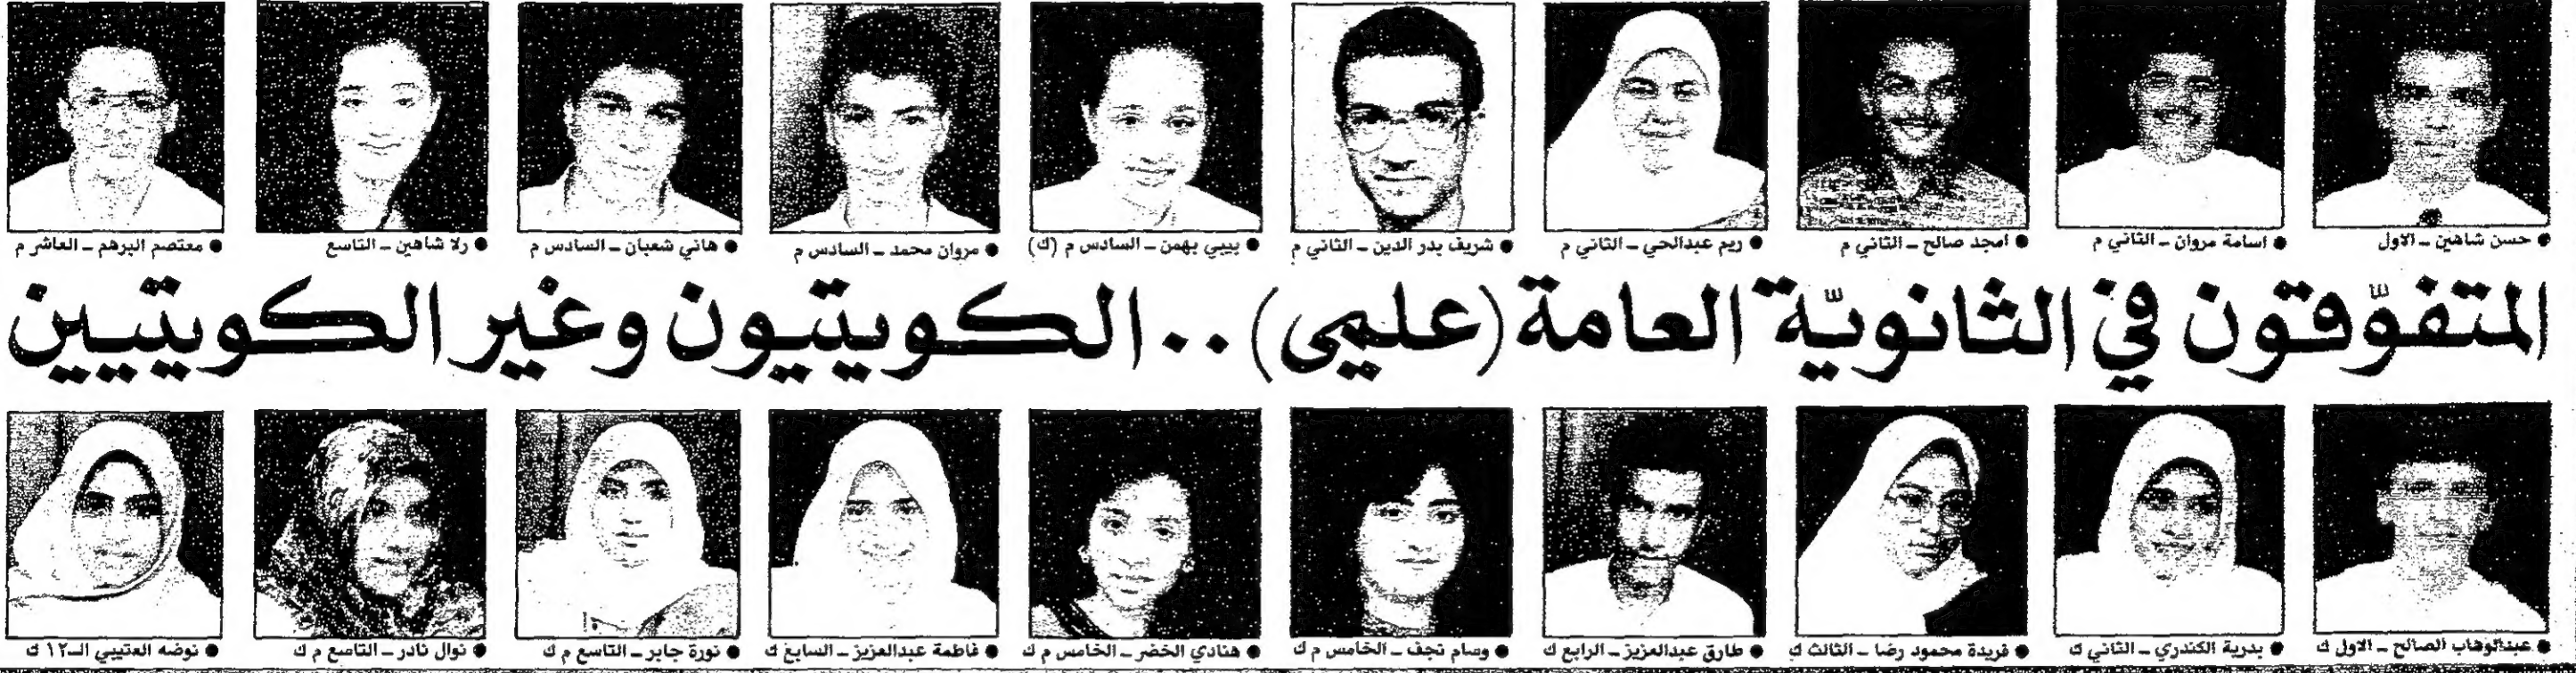 ● حسن شاهين ـ الاول
● اسامة مروان ـ الثاني م
● امجد صالح ـ الثاني م
● ريم عبدالحي ـ الثاني م
● شريف بدر الدين ـ الثاني م
● بيبي بهمن ـ السادس م (ك)
● مروان محمد ـ السادس م
● هاني شعبان ـ السادس م
● رلا شاهين ـ التاسع
● معتصم البرهم ـ العاشر م
المتفوّقون في الثانويّة العامة (علمي) .. الكويتيون وغير الكويتيين
● عبدالوهاب الصالح ـ الاول ك
● بدرية الكندري ـ الثاني ك
● فريدة محمود رضا ـ الثالث ك
● طارق عبدالعزيز ـ الرابع ك
● وسام نجف ـ الخامس م ك
● هنادي الخضر ـ الخامس م ك
● فاطمة عبدالعزيز ـ السابع ك
● نورة جابر ـ التاسع م ك
● نوال نادر ـ التاسع م ك
● نوضه العتيبي الـ١٢ ك